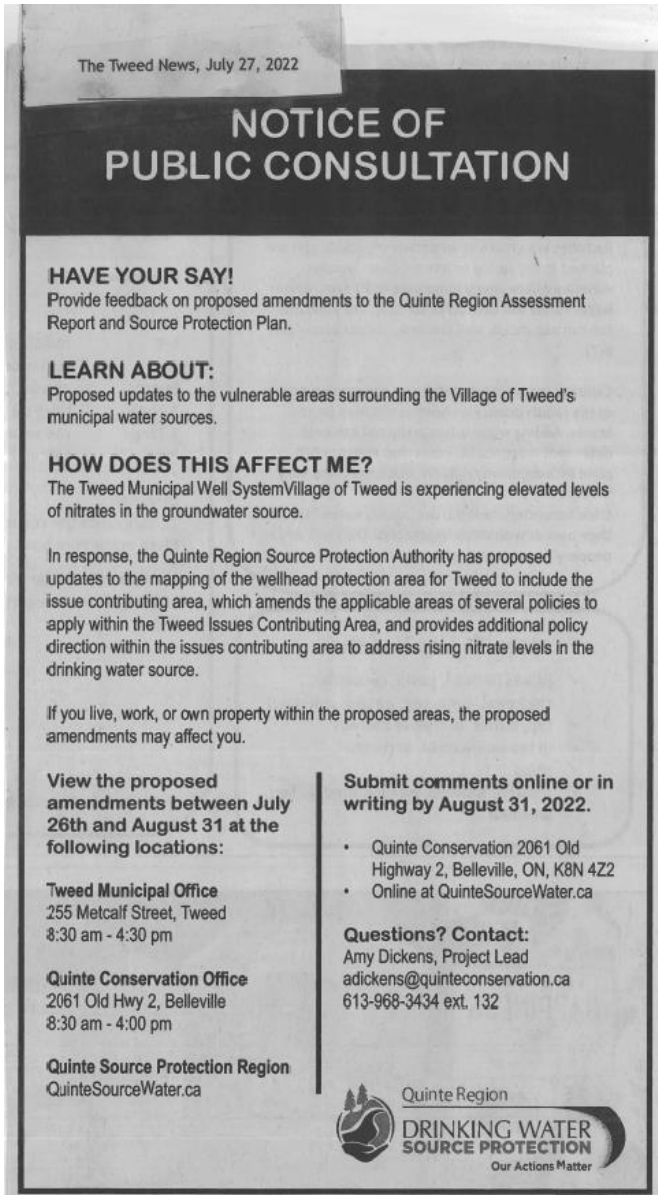 The Tweed News, July 27, 2022
NOTICE OF
PUBLIC CONSULTATION
HAVE YOUR SAY!
Provide feedback on proposed amendments to the Quinte Region Assessment
Report and Source Protection Plan.
LEARN ABOUT:
Proposed updates to the vulnerable areas surrounding the Village of Tweed's
municipal water sources.
HOW DOES THIS AFFECT ME?
The Tweed Municipal Well SystemVillage of Tweed is experiencing elevated levels
of nitrates in the groundwater source.
In response, the Quinte Region Source Protection Authority has proposed
updates to the mapping of the wellhead protection area for Tweed to include the
issue contributing area, which amends the applicable areas of several policies to
apply within the Tweed Issues Contributing Area, and provides additional policy
direction within the issues contributing area to address rising nitrate levels in the
drinking water source.
If you live, work, or own property within the proposed areas, the proposed
amendments may affect you.
View the proposed
amendments between July
26th and August 31 at the
following locations:
Tweed Municipal Office
255 Metcalf Street, Tweed
8:30 am - 4:30 pm
Quinte Conservation Office
2061 Old Hwy 2, Belleville
8:30 am - 4:00 pm
Quinte Source Protection Region
QuinteSourceWater.ca
Submit comments online or in
writing by August 31, 2022.
• Quinte Conservation 2061 Old
Highway 2, Belleville, ON, K8N 4Z2
• Online at QuinteSourceWater.ca
Questions? Contact:
Amy Dickens, Project Lead
adickens@quinteconservation.ca
613-968-3434 ext. 132
Quinte Region
DRINKING WATER
SOURCE PROTECTION
Our Actions Matter